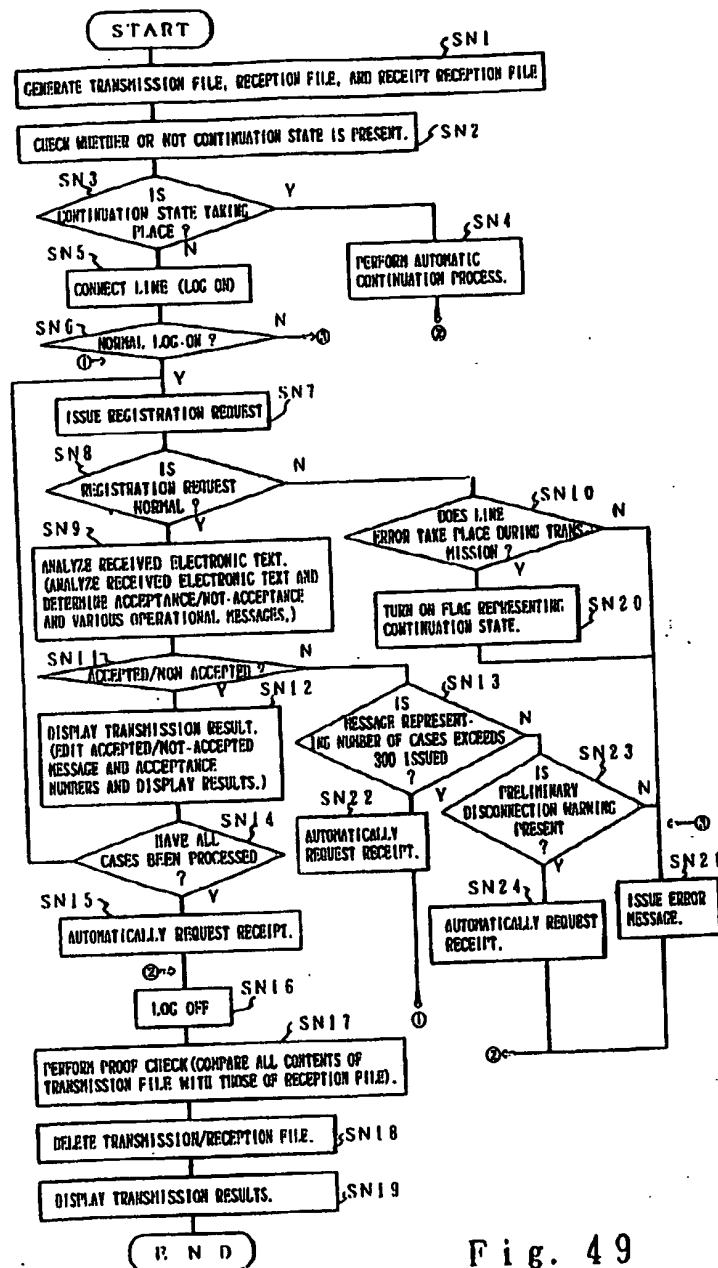 START
SN1
GENERATE TRANSMISSION FILE, RECEPTION FILE, AND RECEIPT RECEPTION FILE
CHECK WHETHER OR NOT CONTINUATION STATE IS PRESENT.
SN2
SN3
IS
CONTINUATION STATE TAKING
PLACE ?
Y
N
SN4
PERFORM AUTOMATIC
CONTINUATION PROCESS.
②
SN5
CONNECT LINE (LOG ON)
SN6
NORMAL LOG-ON ?
N
Ⓝ
①
Y
SN7
ISSUE REGISTRATION REQUEST
SN8
IS
REGISTRATION REQUEST
NORMAL ?
N
Y
SN10
DOES LINE
ERROR TAKE PLACE DURING TRANS-
MISSION ?
N
Y
SN9
ANALYZE RECEIVED ELECTRONIC TEXT.
(ANALYZE RECEIVED ELECTRONIC TEXT AND
DETERMINE ACCEPTANCE/NOT-ACCEPTANCE
AND VARIOUS OPERATIONAL MESSAGES.)
TURN ON FLAG REPRESENTING
CONTINUATION STATE.
SN20
SN11
ACCEPTED/NON ACCEPTED ?
N
Y
SN12
DISPLAY TRANSMISSION RESULT.
(EDIT ACCEPTED/NOT-ACCEPTED
MESSAGE AND ACCEPTANCE
NUMBERS AND DISPLAY RESULTS.)
SN13
IS
MESSAGE REPRESENT-
ING NUMBER OF CASES EXCEEDS
300 ISSUED
?
N
Y
SN23
IS
PRELIMINARY
DISCONNECTION WARNING
PRESENT
?
N
Y
SN22
AUTOMATICALLY
REQUEST RECEIPT.
①
SN14
HAVE ALL
CASES BEEN PROCESSED
?
Y
Ⓝ
SN21
ISSUE ERROR
MESSAGE.
SN24
AUTOMATICALLY REQUEST
RECEIPT.
②
SN15
AUTOMATICALLY REQUEST RECEIPT.
②
SN16
LOG OFF
SN17
PERFORM PROOF CHECK (COMPARE ALL CONTENTS OF
TRANSMISSION FILE WITH THOSE OF RECEPTION FILE).
DELETE TRANSMISSION/RECEPTION FILE.
SN18
DISPLAY TRANSMISSION RESULTS.
SN19
END
Fig. 49